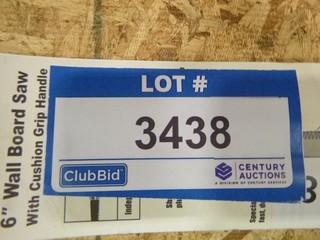 LOT #
3438
ClubBid
CENTURY
AUCTIONS
A DIVISION OF CENTURY SERVICES
6" Wall Board Saw
With Cushion Grip Handle